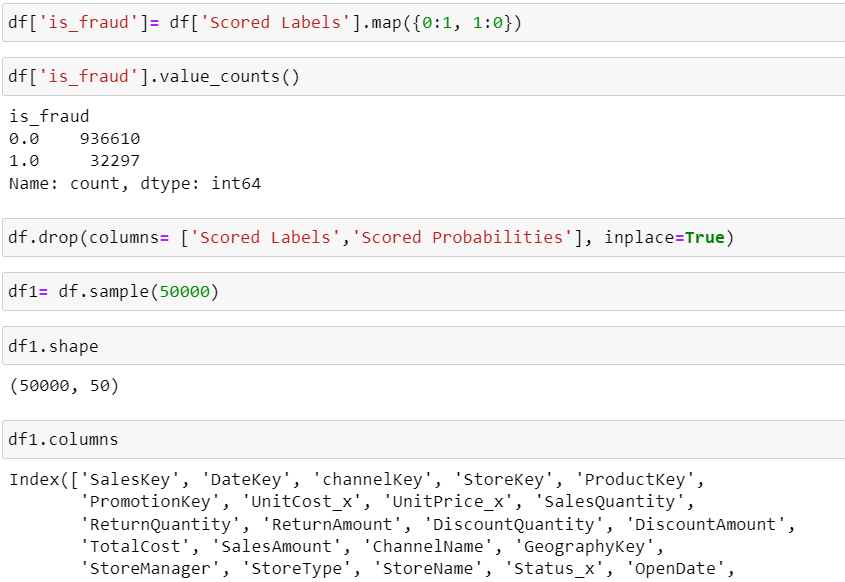 df['is_fraud']= df['Scored Labels'].map({0:1, 1:0})
df['is_fraud'].value_counts()
is_fraud
0.0    936610
1.0     32297
Name: count, dtype: int64
df.drop(columns= ['Scored Labels','Scored Probabilities'], inplace=True)
df1= df.sample(50000)
df1.shape
(50000, 50)
df1.columns
Index(['SalesKey', 'DateKey', 'channelKey', 'StoreKey', 'ProductKey',
       'PromotionKey', 'UnitCost_x', 'UnitPrice_x', 'SalesQuantity',
       'ReturnQuantity', 'ReturnAmount', 'DiscountQuantity', 'DiscountAmount',
       'TotalCost', 'SalesAmount', 'ChannelName', 'GeographyKey',
       'StoreManager', 'StoreType', 'StoreName', 'Status_x', 'OpenDate',